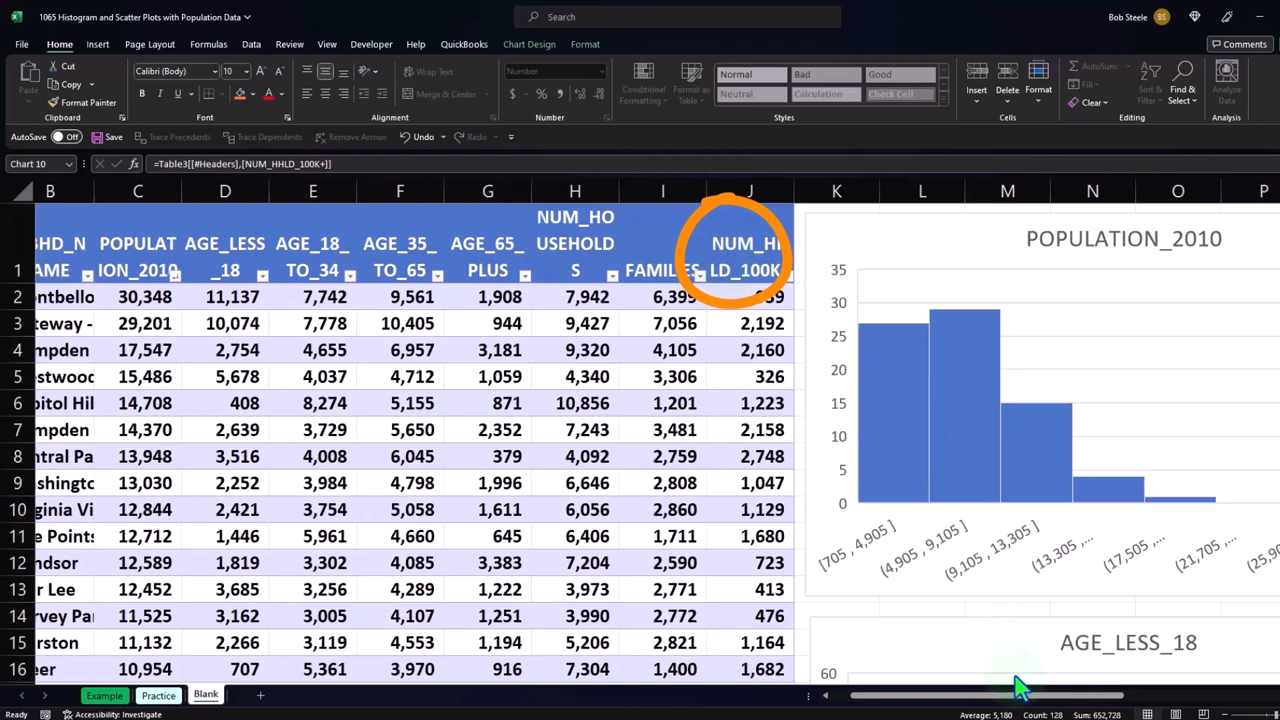 1065 Histogram and Scatter Plots with Population Data
Search
Bob Steele
BS
File Home Insert Page Layout Formulas Data Review View Developer Help QuickBooks Chart Design Format
Comments
Paste
Cut
Copy
Format Painter
Clipboard
Calibri (Body) 10
B I U
Font
Wrap Text
Merge & Center
Alignment
Number
$ %
Number
Conditional Formatting
Format as Table
Normal Bad Good
Neutral Calculation Check Cell
Styles
Insert Delete Format
Cells
AutoSum
Fill
Clear
Sort & Filter
Find & Select
Editing
Analyze Data
Analysis
AutoSave Off Save Trace Precedents Trace Dependents Remove Arrows Undo Redo
Chart 10 fx =Table3[[#Headers],[NUM_HHLD_100K+]]
B C D E F G H I J K L M N O P
1 BHD_NAME POPULATION_2010 AGE_LESS_18 AGE_18_TO_34 AGE_35_TO_65 AGE_65_PLUS NUM_HOUSEHOLDS FAMILIES
2 ontbello 30,348 11,137 7,742 9,561 1,908 7,942 6,399
3 ateway - 29,201 10,074 7,778 10,405 944 9,427 7,056 2,192
4 ampden 17,547 2,754 4,655 6,957 3,181 9,320 4,105 2,160
5 estwood 15,486 5,678 4,037 4,712 1,059 4,340 3,306 326
6 apitol Hil 14,708 408 8,274 5,155 871 10,856 1,201 1,223
7 ampden 14,370 2,639 3,729 5,650 2,352 7,243 3,481 2,158
8 entral Pa 13,948 3,516 4,008 6,045 379 4,092 2,759 2,748
9 ashington 13,030 2,252 3,984 4,798 1,996 6,646 2,808 1,047
10 rginia Vi 12,844 2,421 3,754 5,058 1,611 6,056 2,860 1,129
11 e Points 12,712 1,446 5,961 4,660 645 6,406 1,711 1,680
12 indsor 12,589 1,819 3,302 4,085 3,383 7,204 2,590 723
13 r Lee 12,452 3,685 3,256 4,289 1,222 3,973 2,771 413
14 rvey Par 11,525 3,162 3,005 4,107 1,251 3,990 2,772 476
15 urston 11,132 2,266 3,119 4,553 1,194 5,206 2,821 1,164
16 eer 10,954 707 5,361 3,970 916 7,304 1,400 1,682
POPULATION_2010
35
30
25
20
15
10
5
0
[705 , 4,905 ] (4,905 , 9,105 ] (9,105 , 13,305 ] (13,305 ,... (17,505 ,... (21,705 ,... (25,90
AGE_LESS_18
60
Example Practice Blank
Ready Accessibility: Investigate Average: 5,180 Count: 128 Sum: 652,728